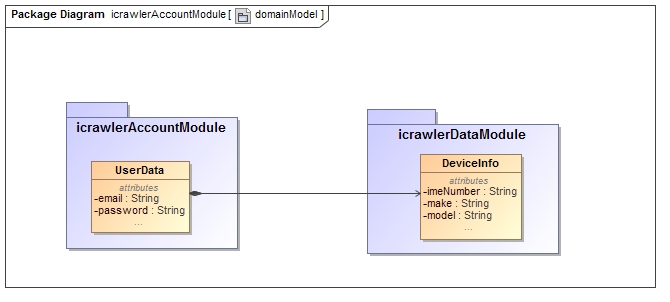 Package Diagram icrawlerAccountModule [ domainModel ]
icrawlerAccountModule
UserData
attributes
-email : String
-password : String
...
icrawlerDataModule
DeviceInfo
attributes
-imeNumber : String
-make : String
-model : String
...